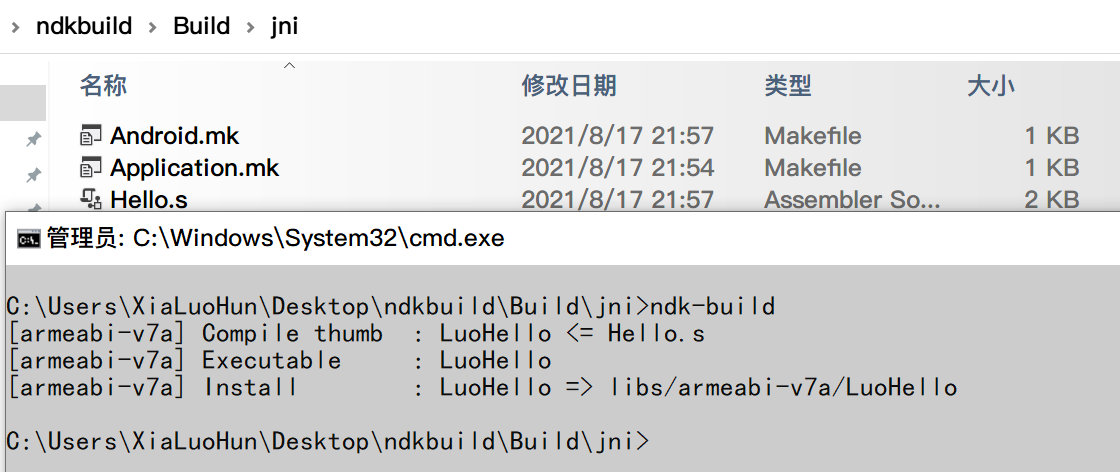 ndkbuild > Build > jni
名称 修改日期 类型 大小
Android.mk 2021/8/17 21:57 Makefile 1 KB
Application.mk 2021/8/17 21:54 Makefile 1 KB
Hello.s 2021/8/17 21:57 Assembler So... 2 KB
管理员: C:\Windows\System32\cmd.exe
C:\Users\XiaLuoHun\Desktop\ndkbuild\Build\jni>ndk-build
[armeabi-v7a] Compile thumb : LuoHello <= Hello.s
[armeabi-v7a] Executable : LuoHello
[armeabi-v7a] Install : LuoHello => libs/armeabi-v7a/LuoHello
C:\Users\XiaLuoHun\Desktop\ndkbuild\Build\jni>